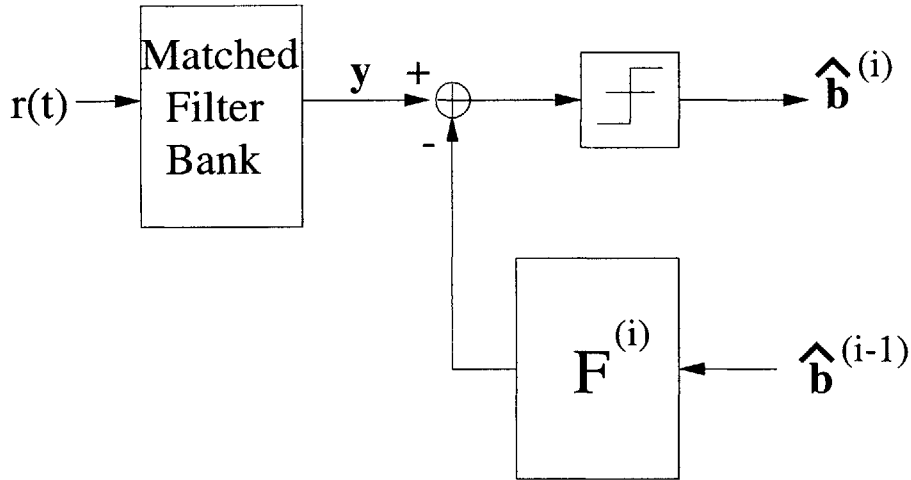 Matched
Filter
Bank
r(t)
y
+
-
b̂^(i)
F^(i)
b̂^(i-1)